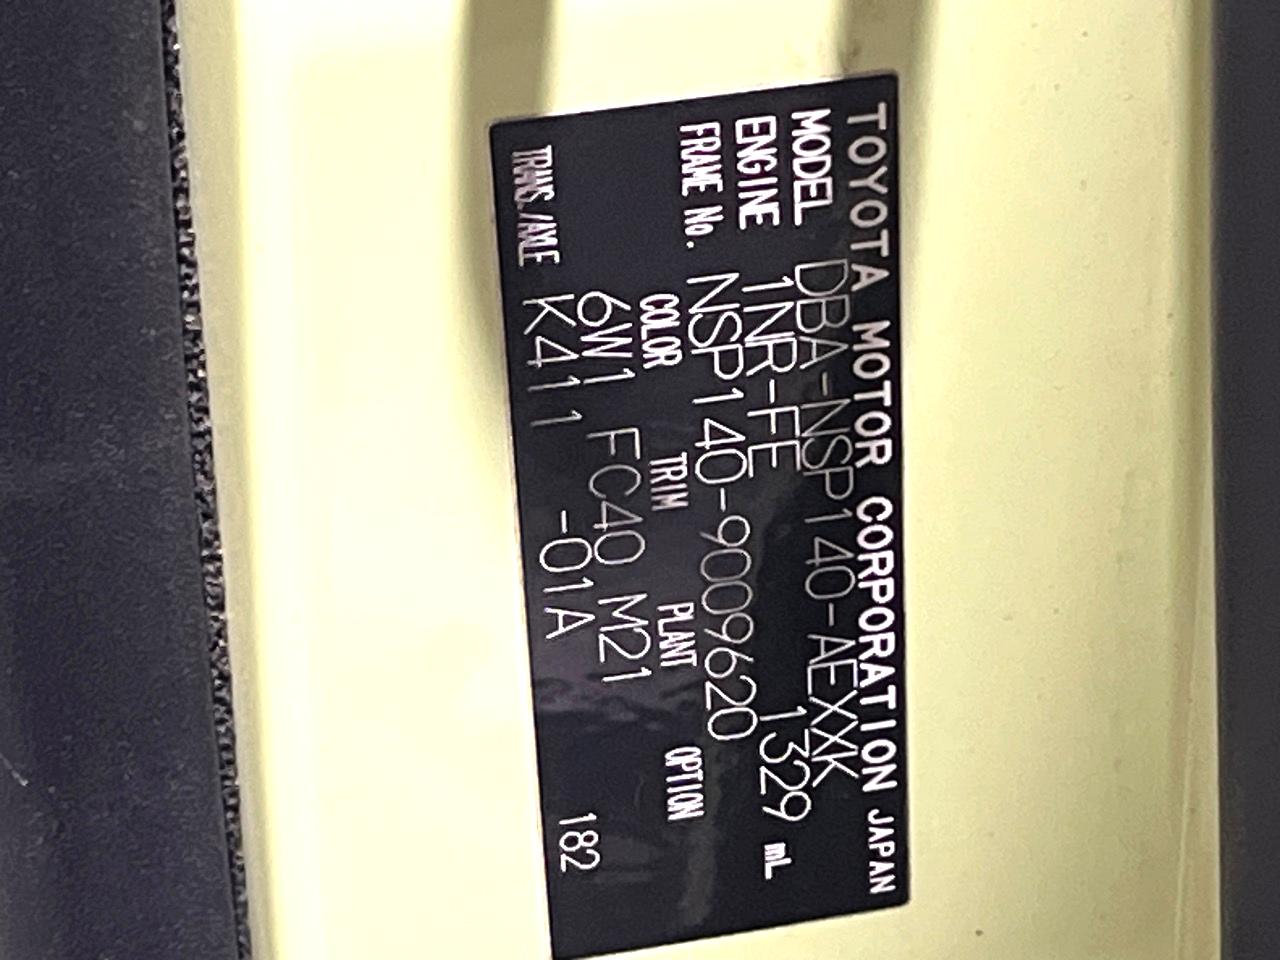 TOYOTA MOTOR CORPORATION JAPAN
MODEL DBA-NSP140-AEXXK
ENGINE 1NR-FE 1329 mL
FRAME No. NSP140-9009620
COLOR TRIM PLANT OPTION
6W1 FC40 M21
TRANS./AXLE K411 -01A 182